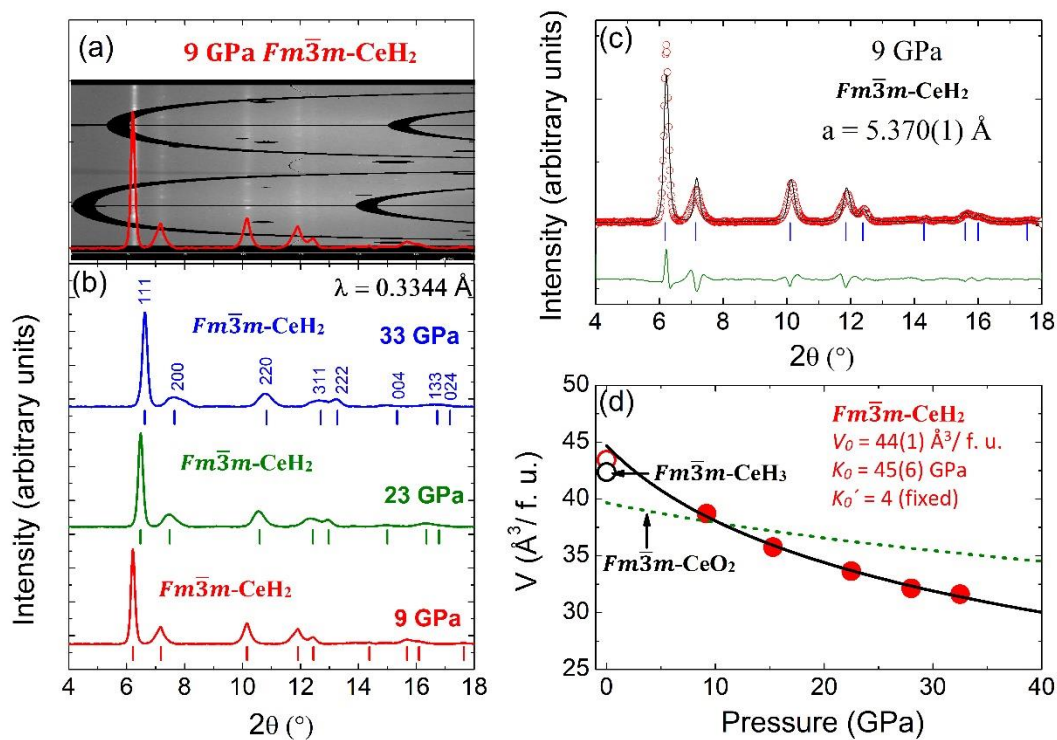 (a)
9 GPa Fm3̅m-CeH₂
(b)
λ = 0.3344 Å
111
200
220
311
222
004
133
024
Fm3̅m-CeH₂
33 GPa
Fm3̅m-CeH₂
23 GPa
Fm3̅m-CeH₂
9 GPa
Intensity (arbitrary units)
4 6 8 10 12 14 16 18
2θ (°)
(c)
9 GPa
Fm3̅m-CeH₂
a = 5.370(1) Å
Intensity (arbitrary units)
4 6 8 10 12 14 16 18
2θ (°)
(d)
Fm3̅m-CeH₂
V₀ = 44(1) Å³/ f. u.
K₀ = 45(6) GPa
K₀´ = 4 (fixed)
Fm3̅m-CeH₃
Fm3̅m-CeO₂
V (Å³/ f. u.)
50
45
40
35
30
25
0 10 20 30 40
Pressure (GPa)